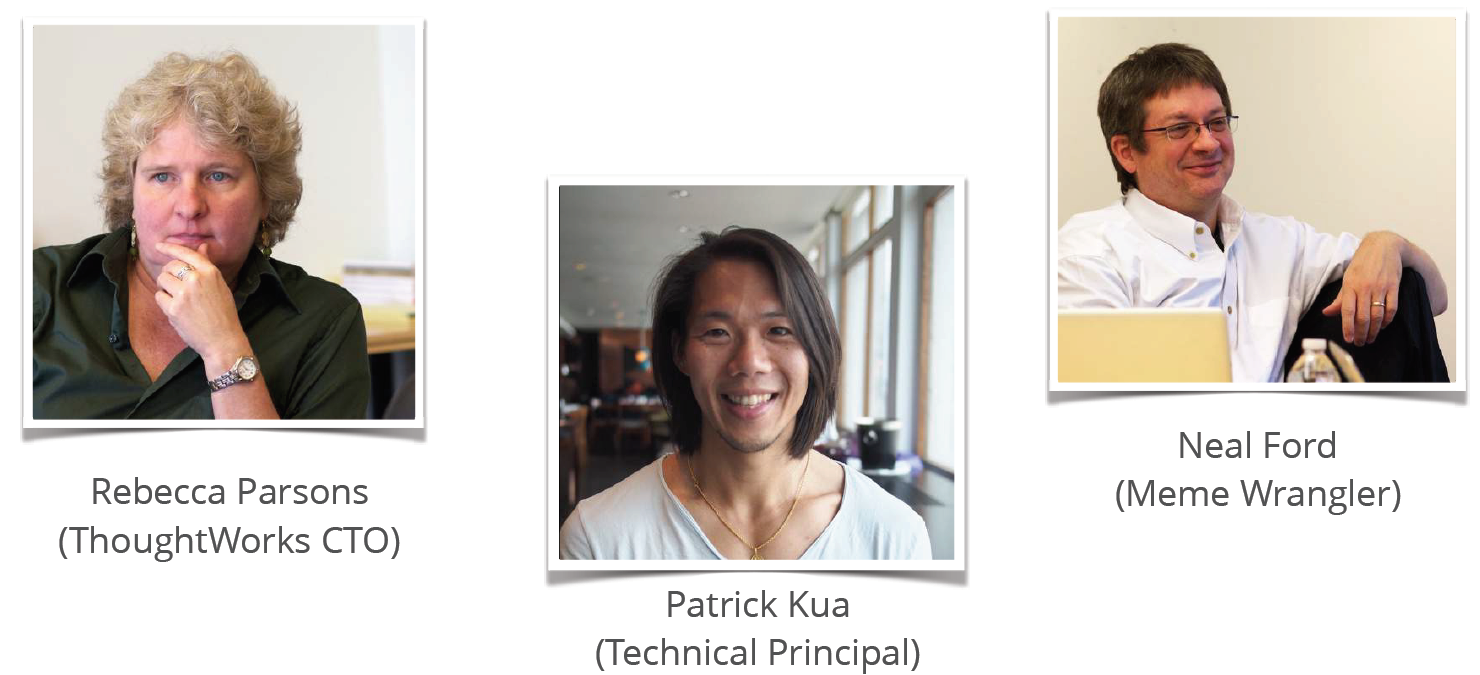 Rebecca Parsons
(ThoughtWorks CTO)
Patrick Kua
(Technical Principal)
Neal Ford
(Meme Wrangler)